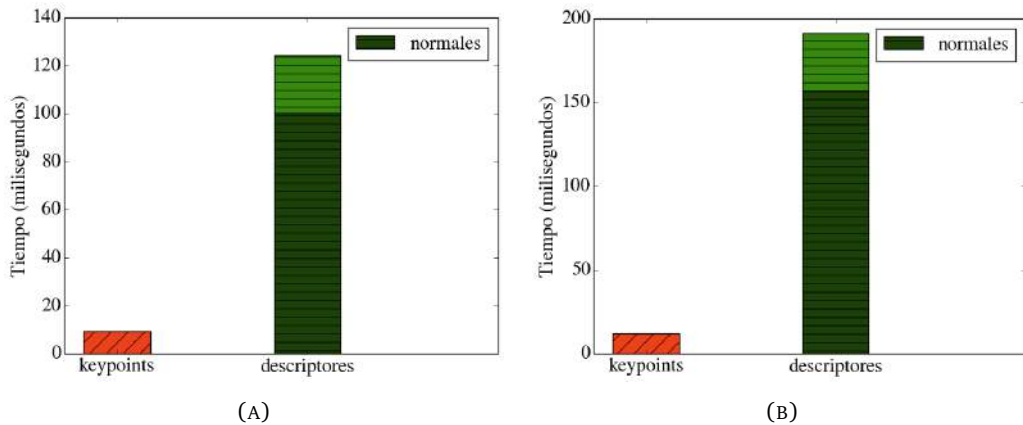 140
120
100
80
60
40
20
0
Tiempo (milisegundos)
normales
keypoints
descriptores
(A)
200
150
100
50
0
Tiempo (milisegundos)
normales
keypoints
descriptores
(B)